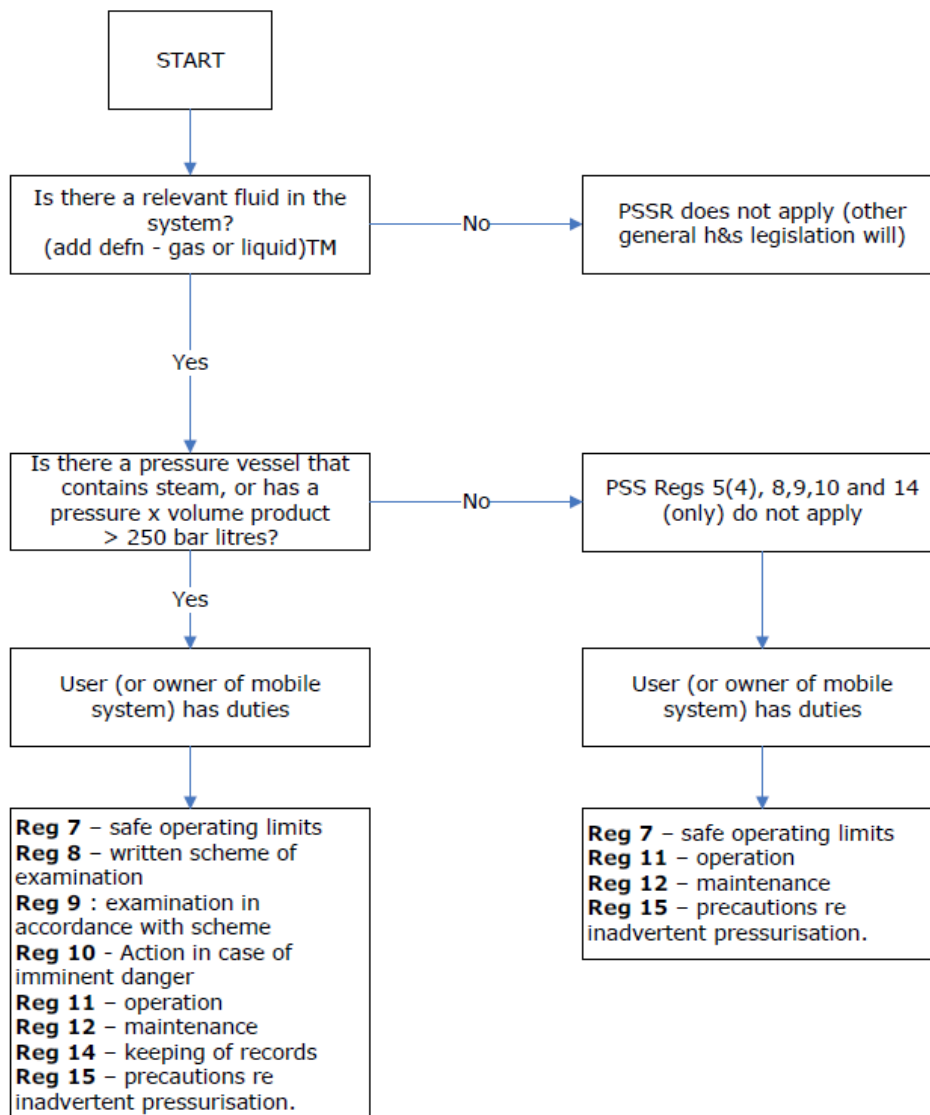 START
Is there a relevant fluid in the
system?
(add defn - gas or liquid)TM
No
PSSR does not apply (other
general h&s legislation will)
Yes
Is there a pressure vessel that
contains steam, or has a
pressure x volume product
> 250 bar litres?
No
PSS Regs 5(4), 8,9,10 and 14
(only) do not apply
Yes
User (or owner of mobile
system) has duties
User (or owner of mobile
system) has duties
Reg 7 – safe operating limits
Reg 8 – written scheme of
examination
Reg 9 : examination in
accordance with scheme
Reg 10 - Action in case of
imminent danger
Reg 11 – operation
Reg 12 – maintenance
Reg 14 – keeping of records
Reg 15 – precautions re
inadvertent pressurisation.
Reg 7 – safe operating limits
Reg 11 – operation
Reg 12 – maintenance
Reg 15 – precautions re
inadvertent pressurisation.